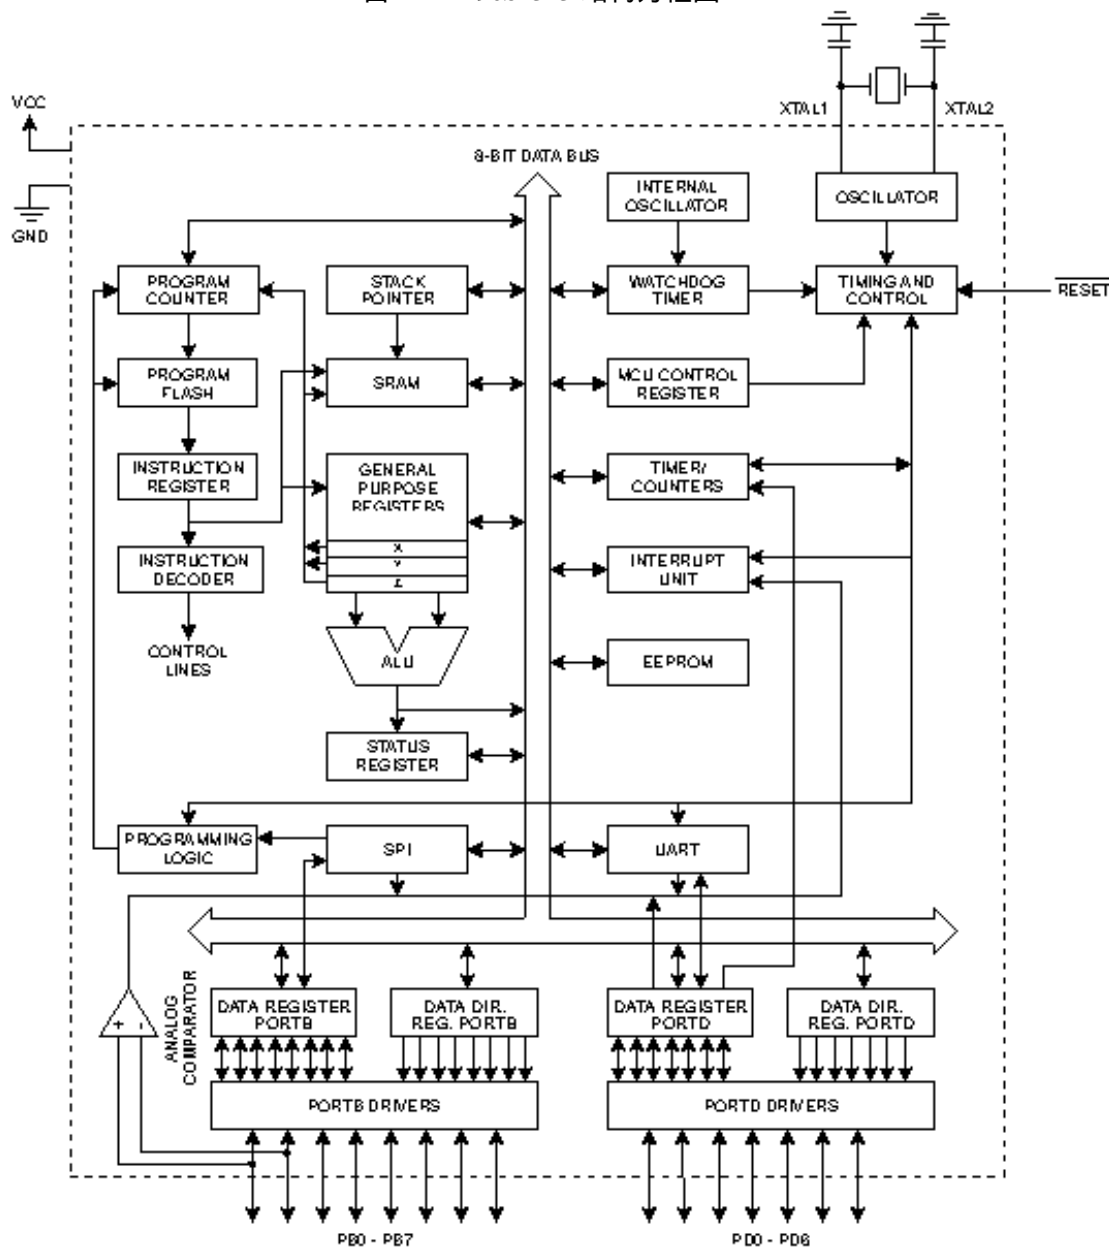 XTAL1
XTAL2
VCC
GND
8-BIT DATA BUS
INTERNAL
OSCILLATOR
OSCILLATOR
PROGRAM
COUNTER
STACK
POINTER
WATCHDOG
TIMER
TIMING AND
CONTROL
RESET
PROGRAM
FLASH
SRAM
MCU CONTROL
REGISTER
INSTRUCTION
REGISTER
GENERAL
PURPOSE
REGISTERS
X
Y
Z
TIMER/
COUNTERS
INSTRUCTION
DECODER
INTERRUPT
UNIT
CONTROL
LINES
ALU
EEPROM
STATUS
REGISTER
PROGRAMMING
LOGIC
SPI
UART
ANALOG
COMPARATOR
+
-
DATA REGISTER
PORTB
DATA DIR.
REG. PORTB
DATA REGISTER
PORTD
DATA DIR.
REG. PORTD
PORTB DRIVERS
PORTD DRIVERS
PB0 - PB7
PD0 - PD6